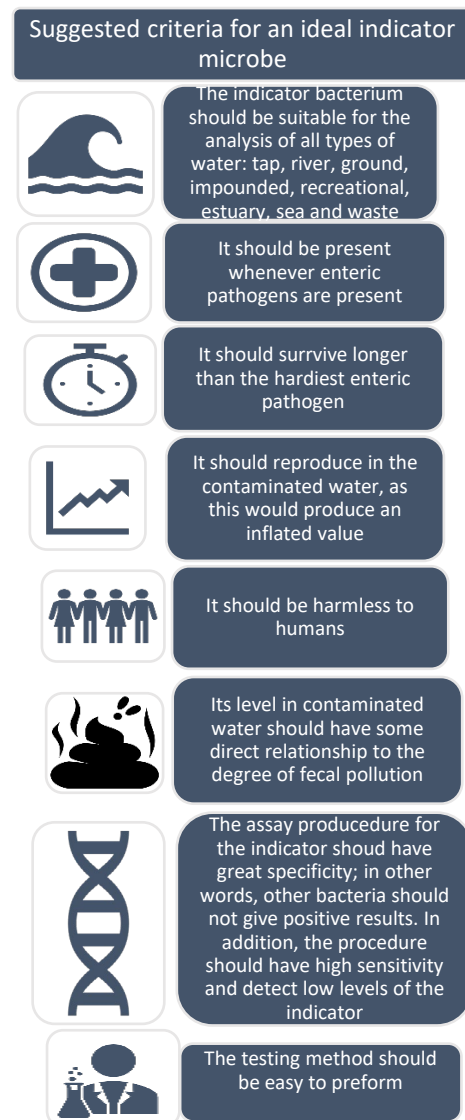 Suggested criteria for an ideal indicator
microbe
The indicator bacterium
should be suitable for the
analysis of all types of
water: tap, river, ground,
impounded, recreational,
estuary, sea and waste
It should be present
whenever enteric
pathogens are present
It should surrvive longer
than the hardiest enteric
pathogen
It should reproduce in the
contaminated water, as
this would produce an
inflated value
It should be harmless to
humans
Its level in contaminated
water should have some
direct relationship to the
degree of fecal pollution
The assay producedure for
the indicator shoud have
great specificity; in other
words, other bacteria should
not give positive results. In
addition, the procedure
should have high sensitivity
and detect low levels of the
indicator
The testing method should
be easy to preform